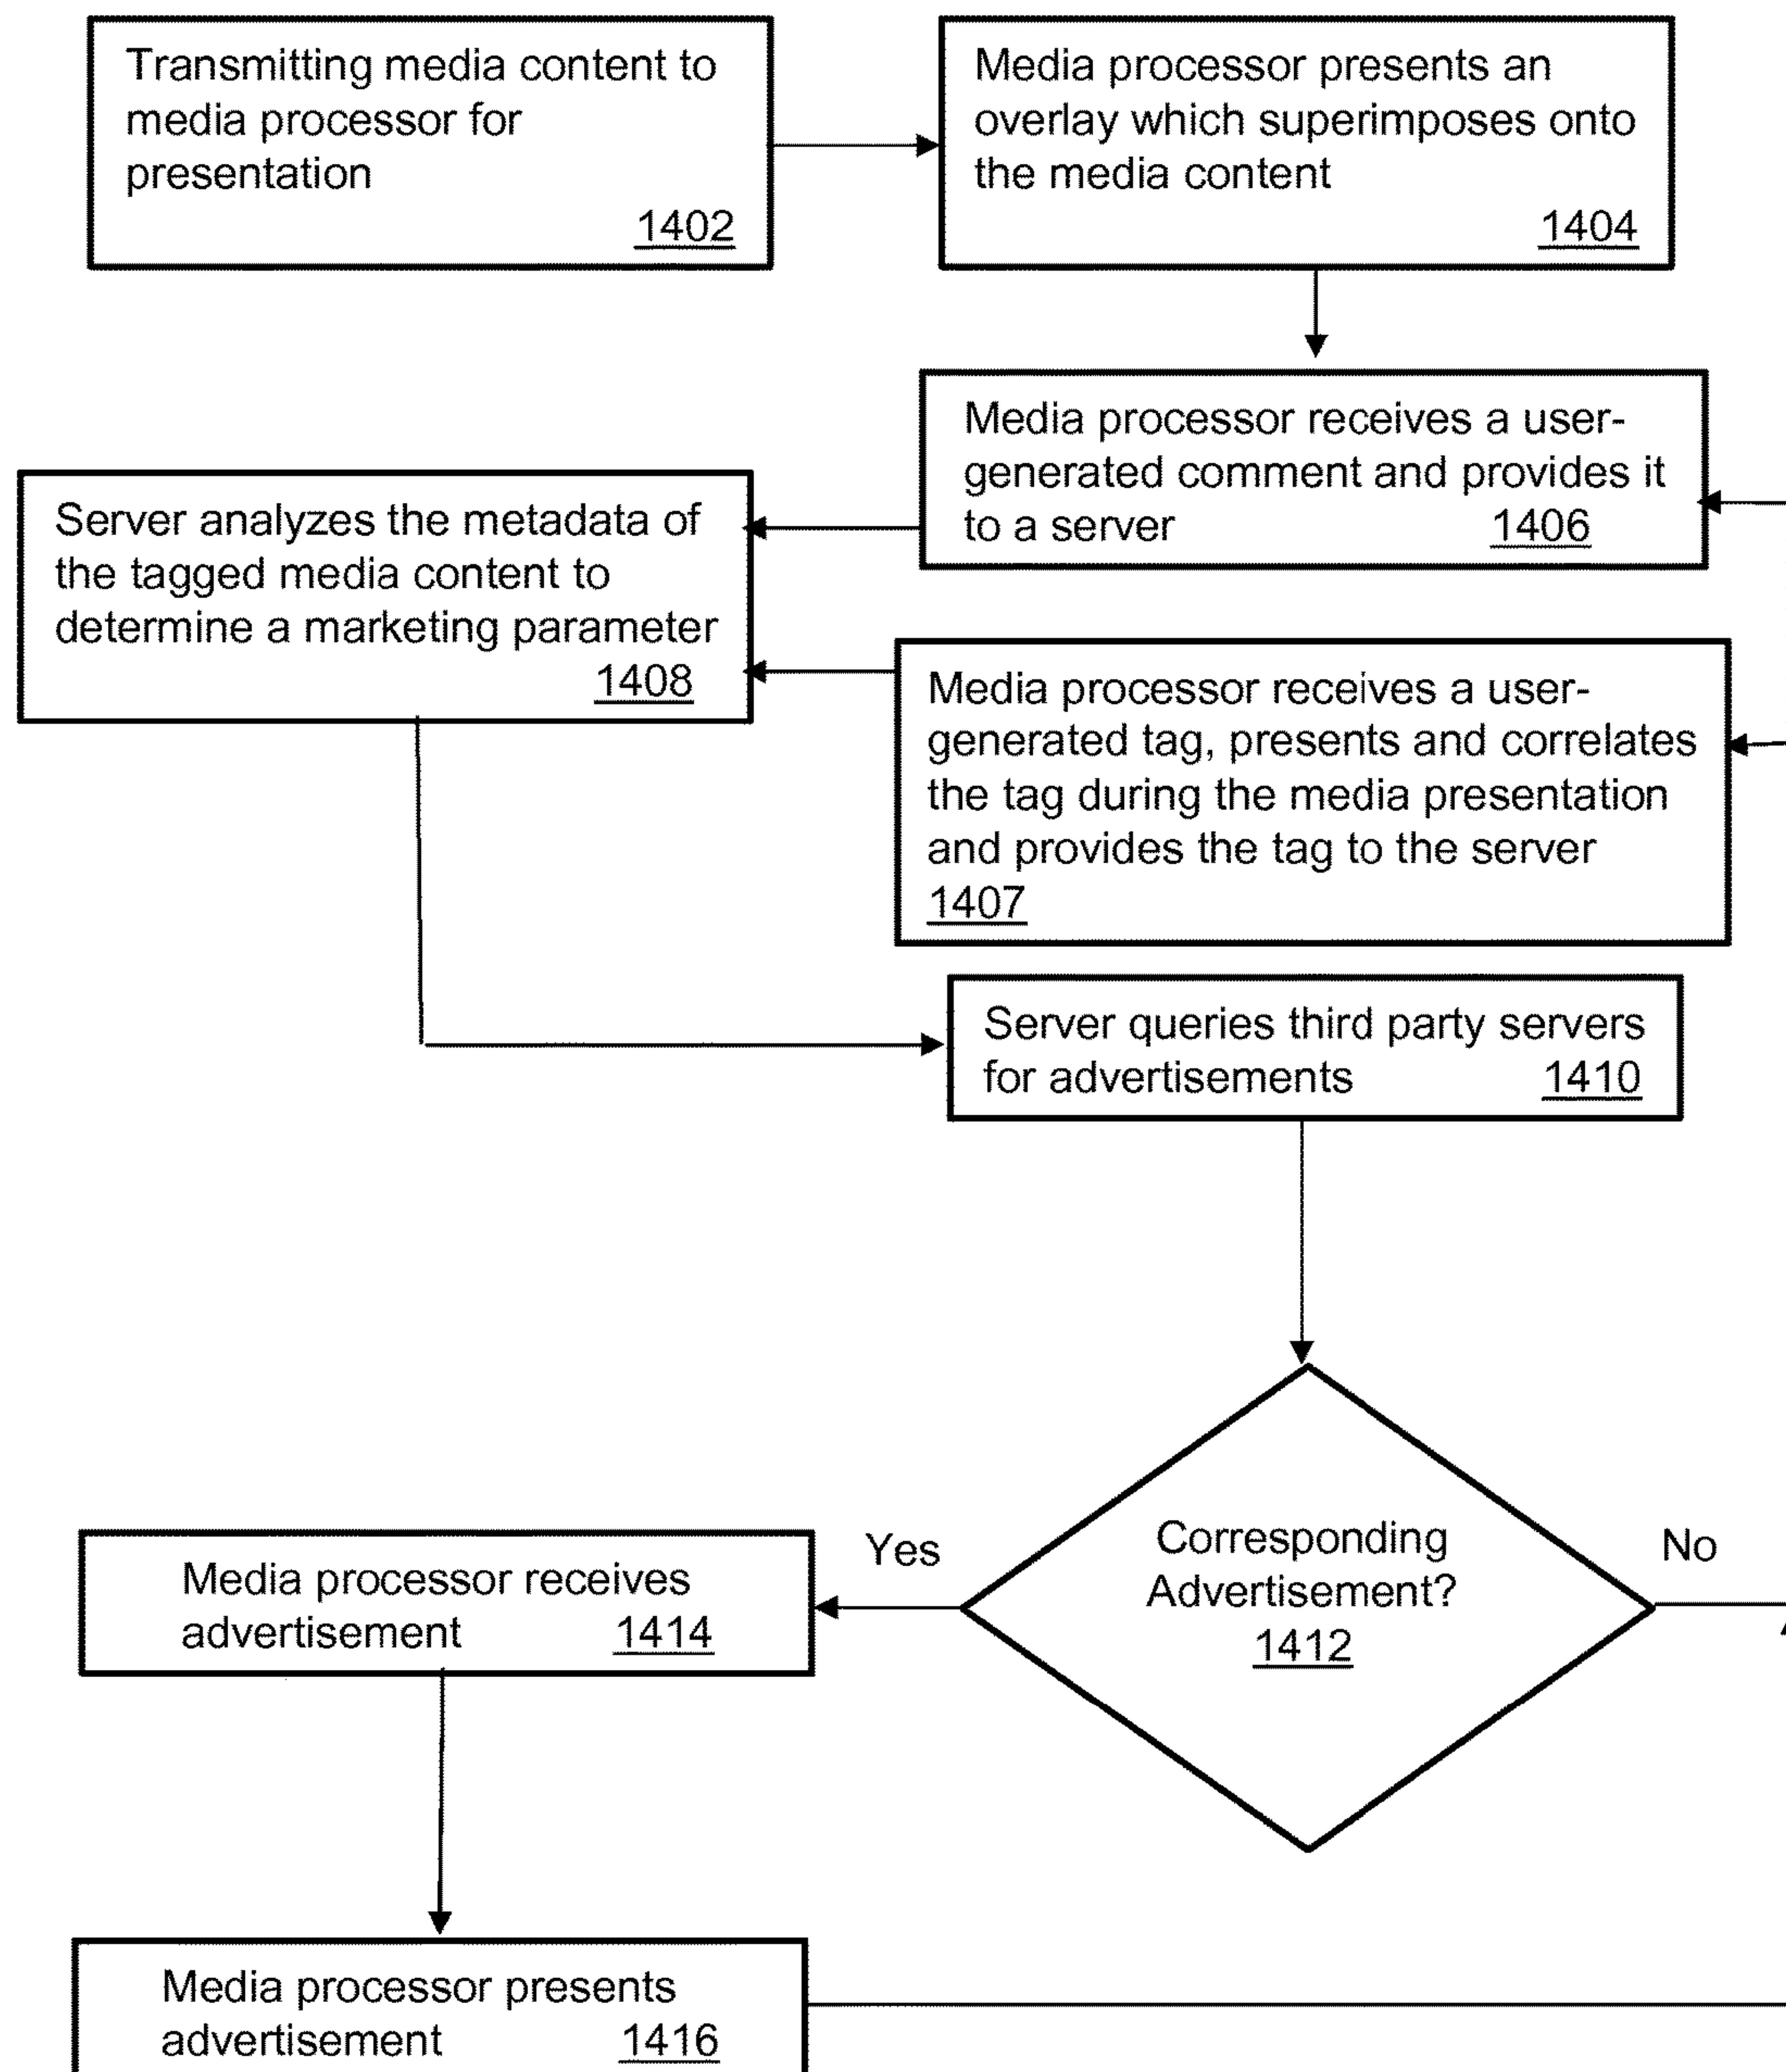 Transmitting media content to
media processor for
presentation
1402
Media processor presents an
overlay which superimposes onto
the media content
1404
Media processor receives a user-
generated comment and provides it
to a server 1406
Server analyzes the metadata of
the tagged media content to
determine a marketing parameter
1408
Media processor receives a user-
generated tag, presents and correlates
the tag during the media presentation
and provides the tag to the server
1407
Server queries third party servers
for advertisements 1410
Corresponding
Advertisement?
1412
Yes
No
Media processor receives
advertisement 1414
Media processor presents
advertisement 1416